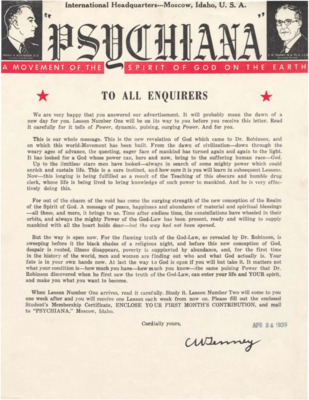 International Headquarters—Moscow, Idaho, U. S. A.
"PSYCHIANA"
A MOVEMENT OF THE SPIRIT OF GOD ON THE EARTH
TO ALL ENQUIRERS
We are very happy that you answered our advertisement. It will probably mean the dawn of a
new day for you. Lesson Number One will be on its way to you before you receive this letter. Read
it carefully for it tells of Power, dynamic, pulsing, surging Power. And for you.
This is our whole message. This is the new revelation of God which came to Dr. Robinson, and
on which this world-Movement has been built. From the dawn of civilization—down through the
weary ages of advance, the questing, eager face of mankind has turned again and again to the light.
It has looked for a God whose power can, here and now, bring to the suffering human race—God.
Up to the limitless stars men have looked—always in search of some mighty power which could
enrich and certain life. This is a sure instinct, and how sure it is you will learn in subsequent Lessons.
Now—this longing is being fulfilled as a result of the Teaching of this obscure and humble drug
clerk, whose life is being lived to bring knowledge of such power to mankind. And he is very effec-
tively doing this.
For out of the charm of the void has come the surging strength of the new conception of the Realm
of the Spirit of God. A message of peace, happiness and abundance of material and spiritual blessings
—all these, and more, it brings to us. Time after endless time, the constellations have wheeled in their
orbits, and always the mighty Power of the God-Law has been present, ready and willing to supply
mankind with all the heart holds dear—but the way had not been opened.
But the way is open now. For the flaming truth of the God-Law, as revealed by Dr. Robinson, is
sweeping before it the black shades of a religious night, and before this new conception of God,
despair is routed, illness disappears, poverty is supplanted by abundance, and, for the first time
in the history of the world, men and women are finding out who and what God actually is. Your
fate is in your own hands now. At last the way to God is open if you will but take it. It matters not
what your condition is—how much you have—how much you know—the same pulsing Power that Dr.
Robinson discovered when he first saw the truth of the God-Law, can enter your life and YOUR spirit,
and make you what you want to become.
When Lesson Number One arrives, read it carefully. Study it. Lesson Number Two will come to you
one week after and you will receive one Lesson each week from now on. Please fill out the enclosed
Student's Membership Certificate, ENCLOSE YOUR FIRST MONTH'S CONTRIBUTION, and mail
to "PSYCHIANA," Moscow, Idaho.
Cordially yours,
APR 24 1939
CWTenney